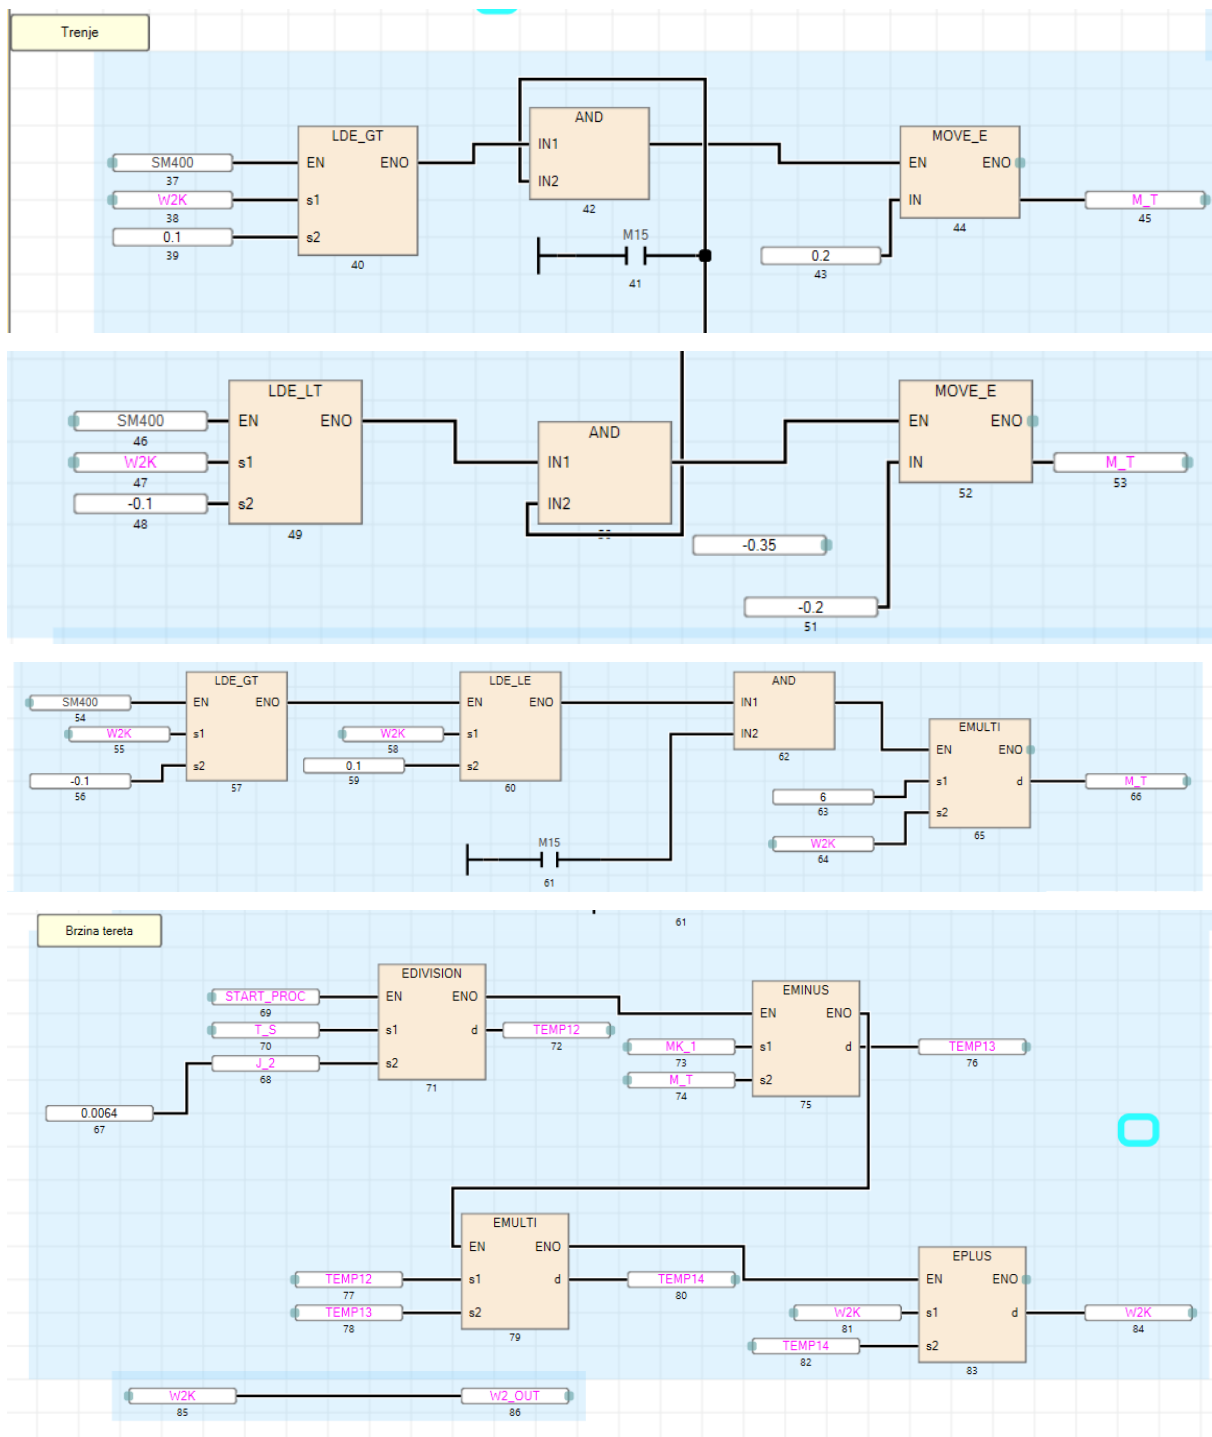 Trenje
LDE_GT
AND
MOVE_E
SM400
EN
ENO
IN1
EN
ENO
37
W2K
s1
IN2
IN
M_T
38
42
44
45
0.1
s2
M15
39
40
41
0.2
43
LDE_LT
MOVE_E
SM400
EN
ENO
AND
EN
ENO
46
W2K
s1
IN1
IN
M_T
47
52
53
-0.1
s2
IN2
48
49
-0.35
-0.2
51
LDE_GT
LDE_LE
AND
SM400
EN
ENO
EN
ENO
IN1
EMULTI
54
W2K
s1
W2K
s1
IN2
EN
ENO
55
58
62
-0.1
s2
0.1
s2
s1
d
M_T
56
57
59
60
6
66
63
s2
M15
W2K
65
61
64
Brzina tereta
61
EDIVISION
EMINUS
START_PROC
EN
ENO
EN
ENO
69
T_S
s1
d
TEMP12
MK_1
s1
d
TEMP13
70
72
73
76
J_2
s2
M_T
s2
68
71
74
75
0.0064
67
EMULTI
EN
ENO
EPLUS
TEMP12
s1
d
TEMP14
EN
ENO
77
80
TEMP13
s2
W2K
s1
d
W2K
78
79
81
84
TEMP14
s2
82
83
W2K
W2_OUT
85
86